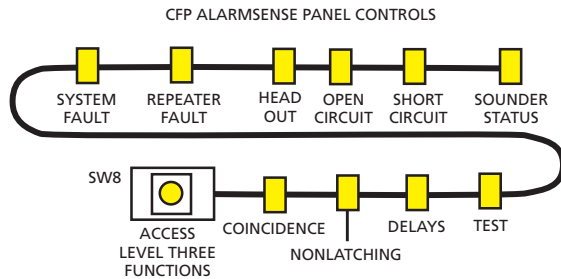 CFP ALARMSENSE PANEL CONTROLS
SYSTEM
FAULT
REPEATER
FAULT
HEAD
OUT
OPEN
CIRCUIT
SHORT
CIRCUIT
SOUNDER
STATUS
SW8
ACCESS
LEVEL THREE
FUNCTIONS
COINCIDENCE
NONLATCHING
DELAYS
TEST